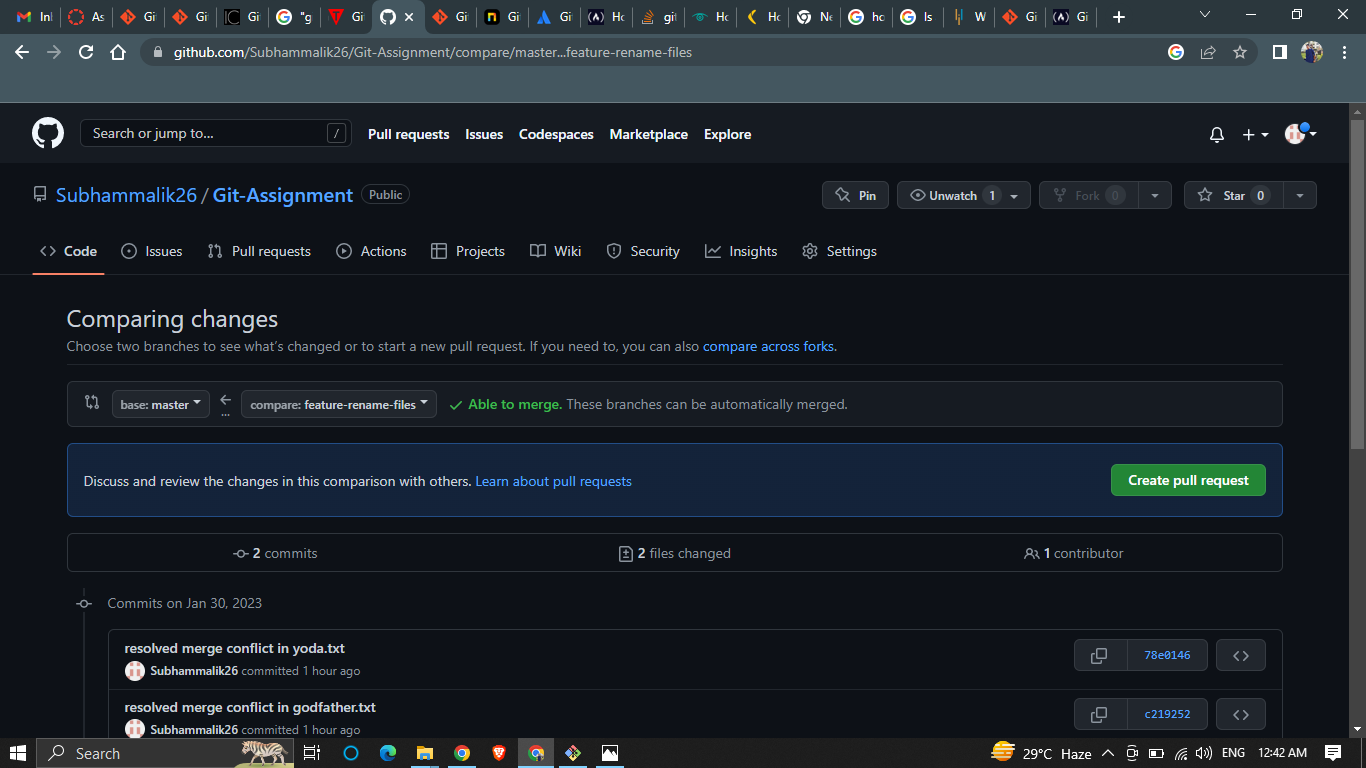 In
As
Gi
Gi
Gi
"g
Gi
Gi
Gi
Gi
Ho
git
Ho
Ho
Ne
ho
Is
W
Gi
Gi
github.com/Subhammalik26/Git-Assignment/compare/master...feature-rename-files
Search or jump to... /
Pull requests Issues Codespaces Marketplace Explore
Subhammalik26 / Git-Assignment Public
Pin Unwatch 1 Fork 0 Star 0
Code Issues Pull requests Actions Projects Wiki Security Insights Settings
Comparing changes
Choose two branches to see what's changed or to start a new pull request. If you need to, you can also compare across forks.
base: master ... compare: feature-rename-files Able to merge. These branches can be automatically merged.
Discuss and review the changes in this comparison with others. Learn about pull requests Create pull request
2 commits 2 files changed 1 contributor
Commits on Jan 30, 2023
resolved merge conflict in yoda.txt
Subhammalik26 committed 1 hour ago 78e0146
resolved merge conflict in godfather.txt
Subhammalik26 committed 1 hour ago c219252
Search 29°C Haze ENG 12:42 AM